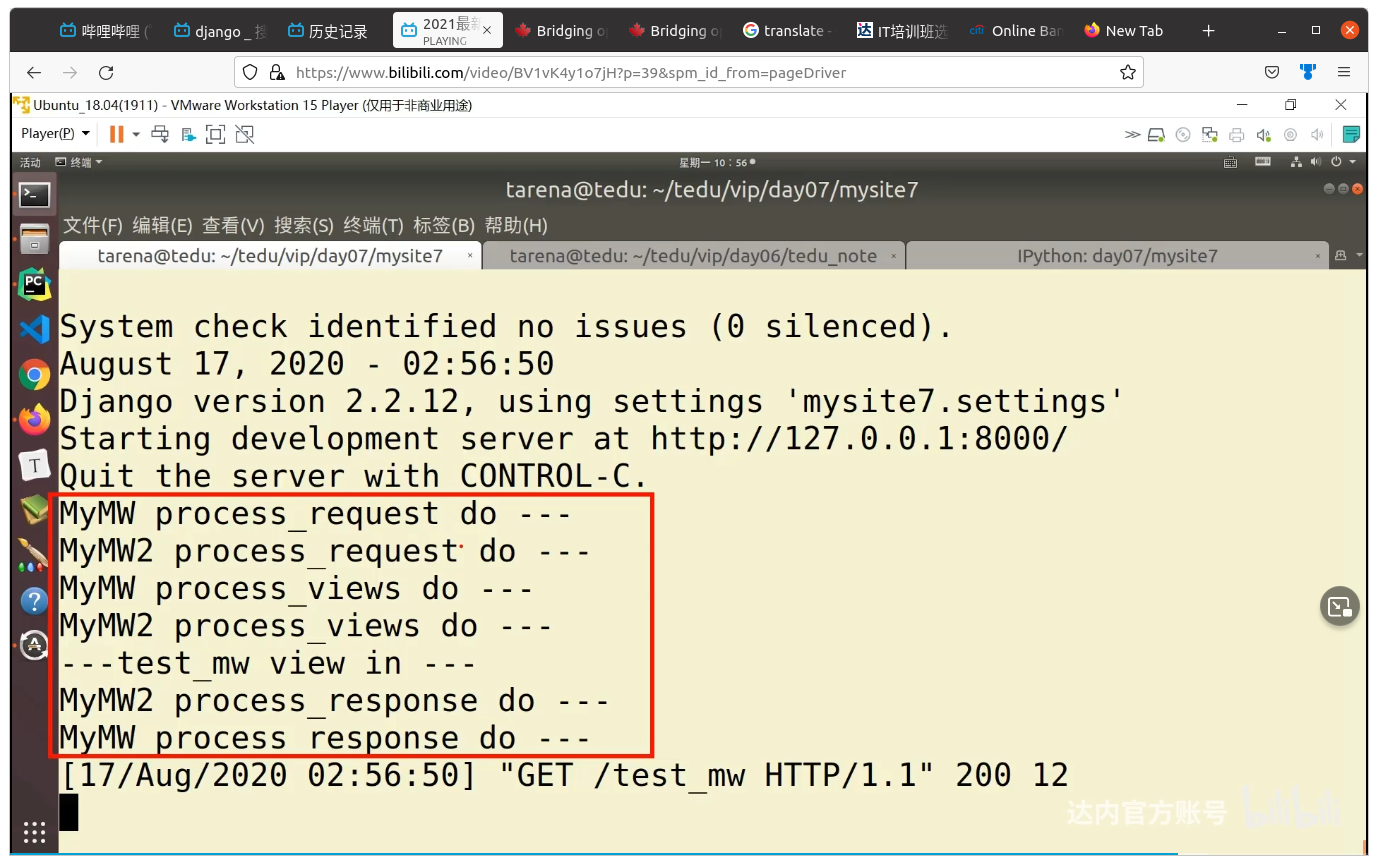 哔哩哔哩 (
django _ 搜
历史记录
2021最新
PLAYING
Bridging
Bridging
translate -
IT培训班选
citi
Online Ban
New Tab
https://www.bilibili.com/video/BV1vK4y1o7jH?p=39&spm_id_from=pageDriver
Ubuntu_18.04(1911) - VMware Workstation 15 Player (仅用于非商业用途)
Player(P)
活动
终端
星期一 10：56
tarena@tedu: ~/tedu/vip/day07/mysite7
文件(F) 编辑(E) 查看(V) 搜索(S) 终端(T) 标签(B) 帮助(H)
tarena@tedu: ~/tedu/vip/day07/mysite7
tarena@tedu: ~/tedu/vip/day06/tedu_note
IPython: day07/mysite7
PC
T
System check identified no issues (0 silenced).
August 17, 2020 - 02:56:50
Django version 2.2.12, using settings 'mysite7.settings'
Starting development server at http://127.0.0.1:8000/
Quit the server with CONTROL-C.
MyMW process_request do ---
MyMW2 process_request do ---
MyMW process_views do ---
MyMW2 process_views do ---
---test_mw view in ---
MyMW2 process_response do ---
MyMW process response do ---
[17/Aug/2020 02:56:50] "GET /test_mw HTTP/1.1" 200 12
达内官方账号 bilibili